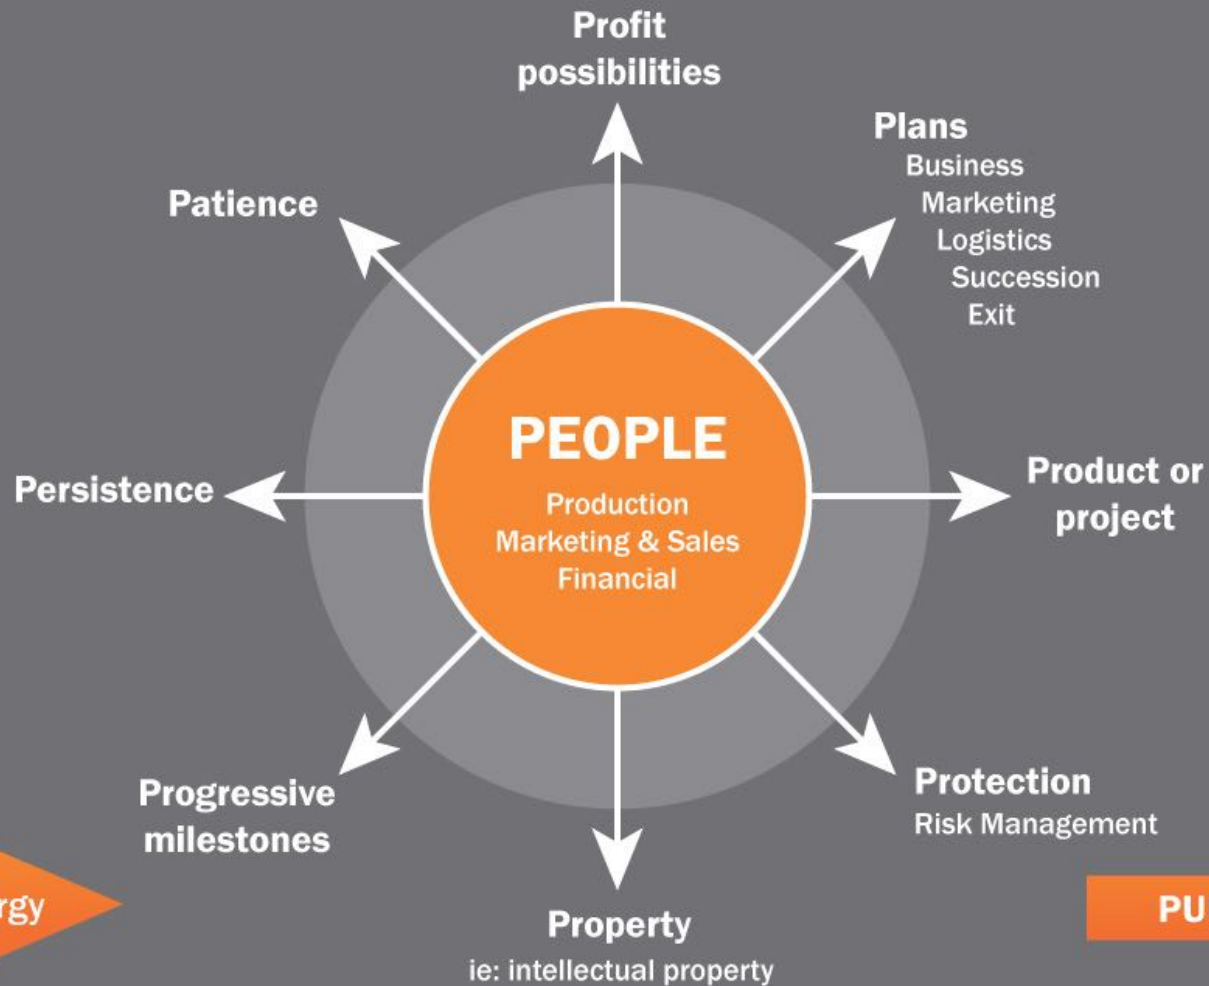 Profit
possibilities
Plans
Business
Marketing
Logistics
Succession
Exit
Patience
PEOPLE
Production
Marketing & Sales
Financial
Persistence
Product or
project
Progressive
milestones
Protection
Risk Management
Property
ie: intellectual property